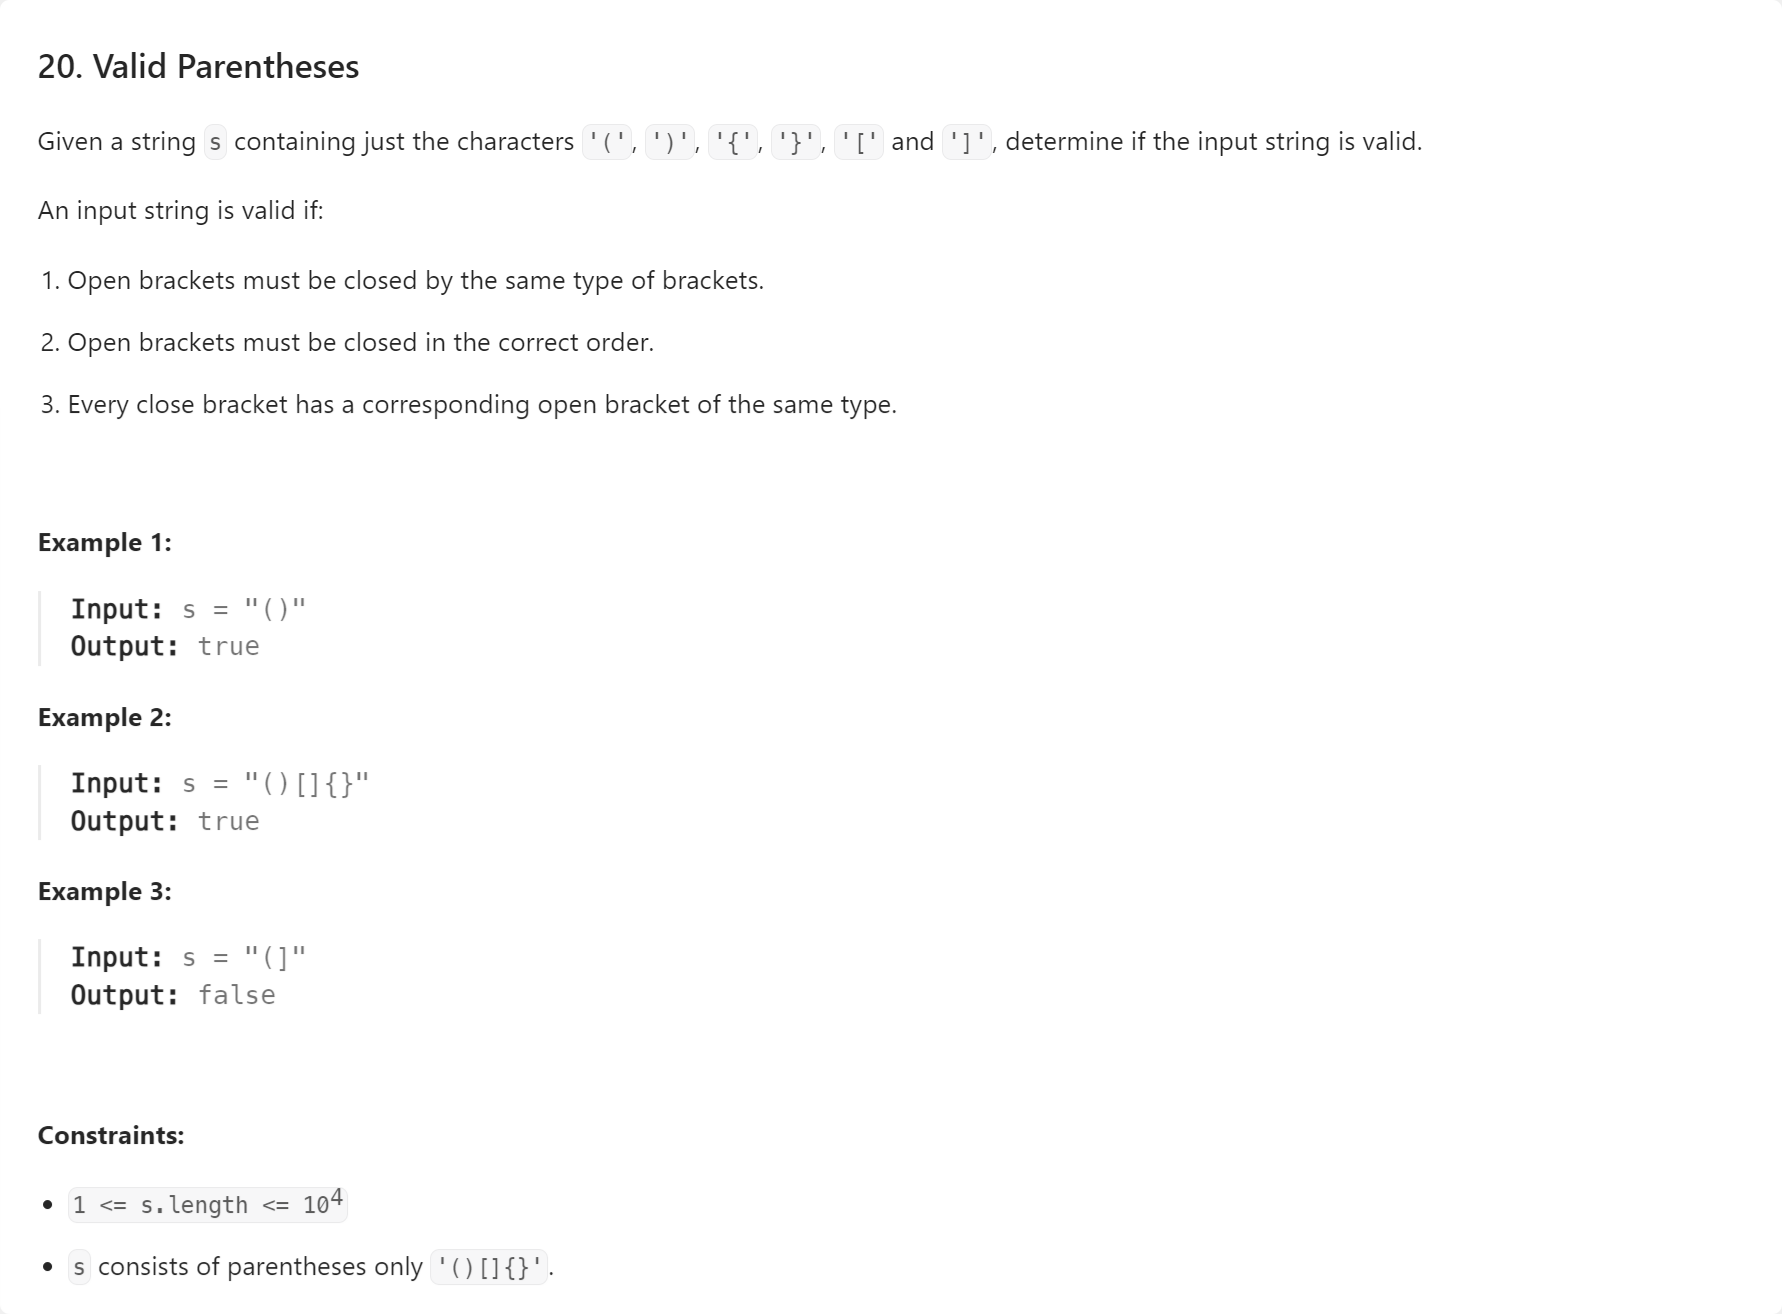 20. Valid Parentheses
Given a string s containing just the characters '(', ')', '{', '}', '[' and ']', determine if the input string is valid.
An input string is valid if:
1. Open brackets must be closed by the same type of brackets.
2. Open brackets must be closed in the correct order.
3. Every close bracket has a corresponding open bracket of the same type.
Example 1:
Input: s = "()"
Output: true
Example 2:
Input: s = "()[]{}"
Output: true
Example 3:
Input: s = "(]"
Output: false
Constraints:
• 1 <= s.length <= 10⁴
• s consists of parentheses only '()[]{}'.